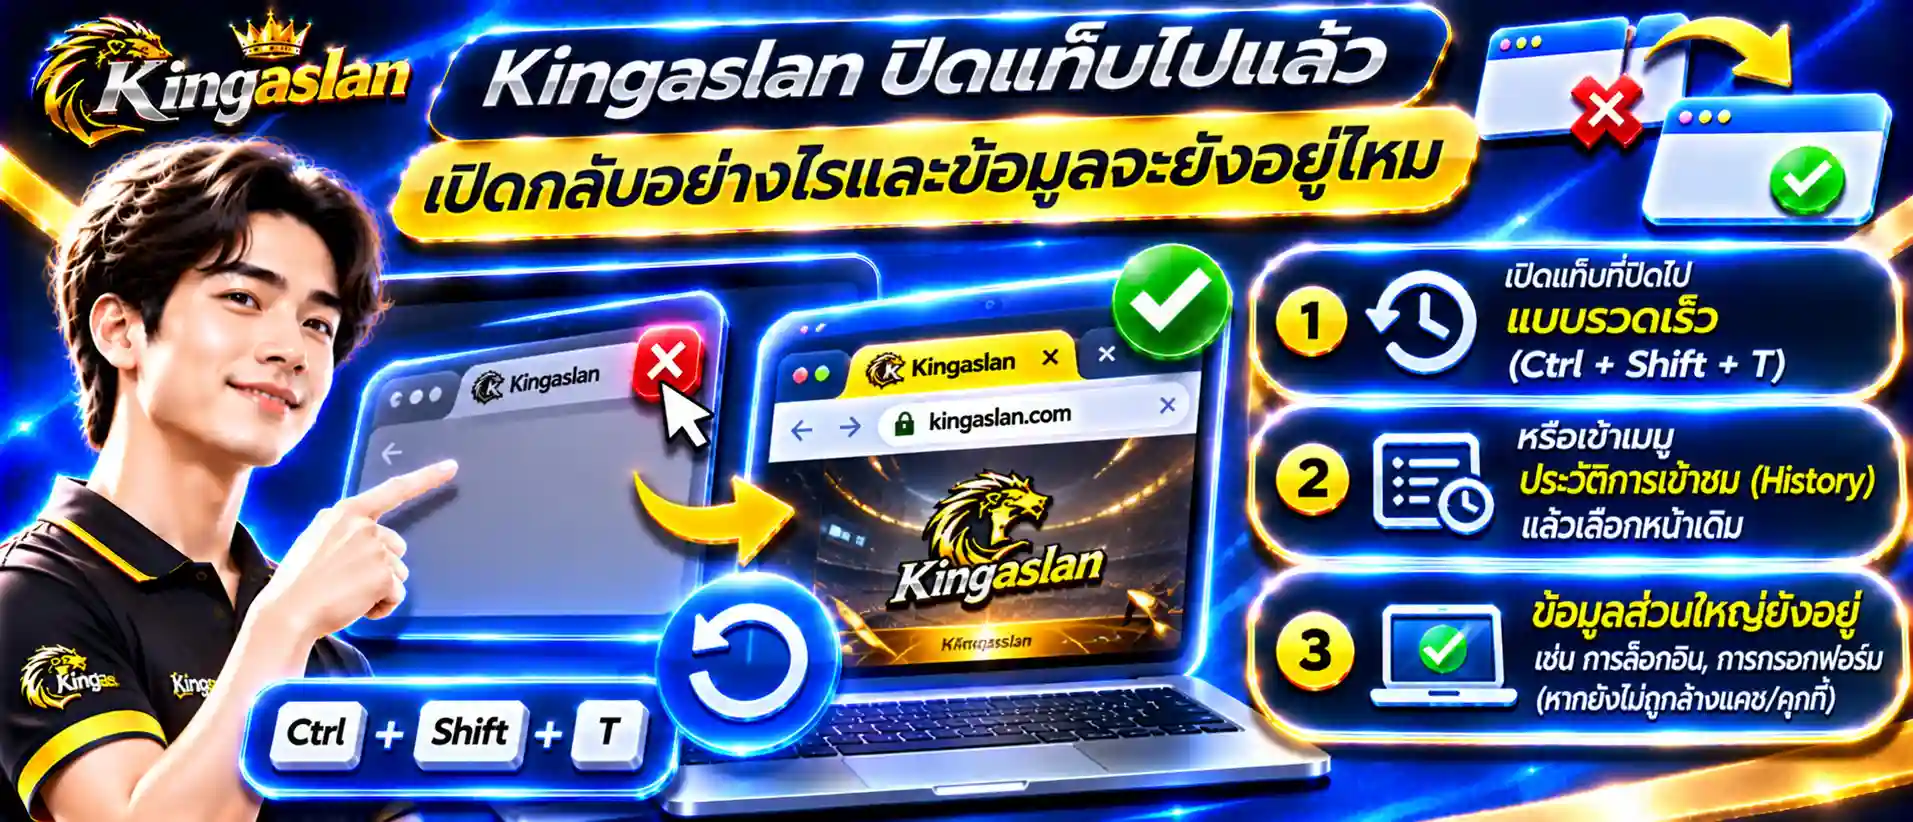 Kingaslan
Kingaslan ปิดแท็บไปแล้ว
เปิดกลับอย่างไรและข้อมูลจะยังอยู่ไหม
Kingaslan
Kingaslan
kingaslan.com
Kingaslan
1
เปิดแท็บที่ปิดไป
แบบรวดเร็ว
(Ctrl + Shift + T)
2
หรือเข้าเมนู
ประวัติการเข้าชม (History)
แล้วเลือกหน้าเดิม
3
ข้อมูลส่วนใหญ่ยังอยู่
เช่น การล็อกอิน, การกรอกฟอร์ม
(หากยังไม่ถูกล้างแคช/คุกกี้)
Ctrl + Shift + T